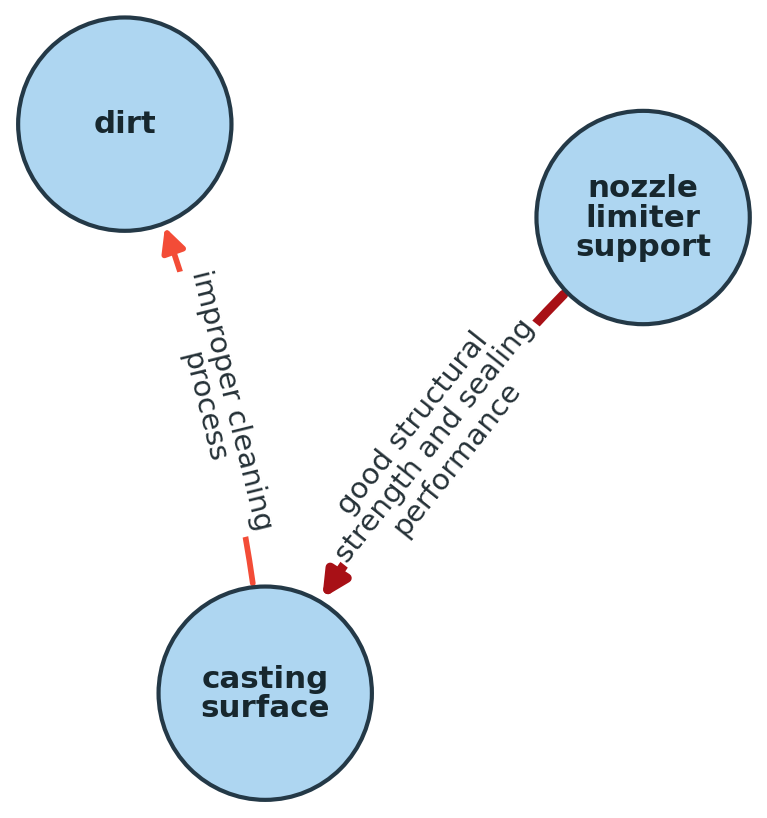 dirt
nozzle
limiter
support
improper cleaning
process
good structural
strength and sealing
performance
casting
surface